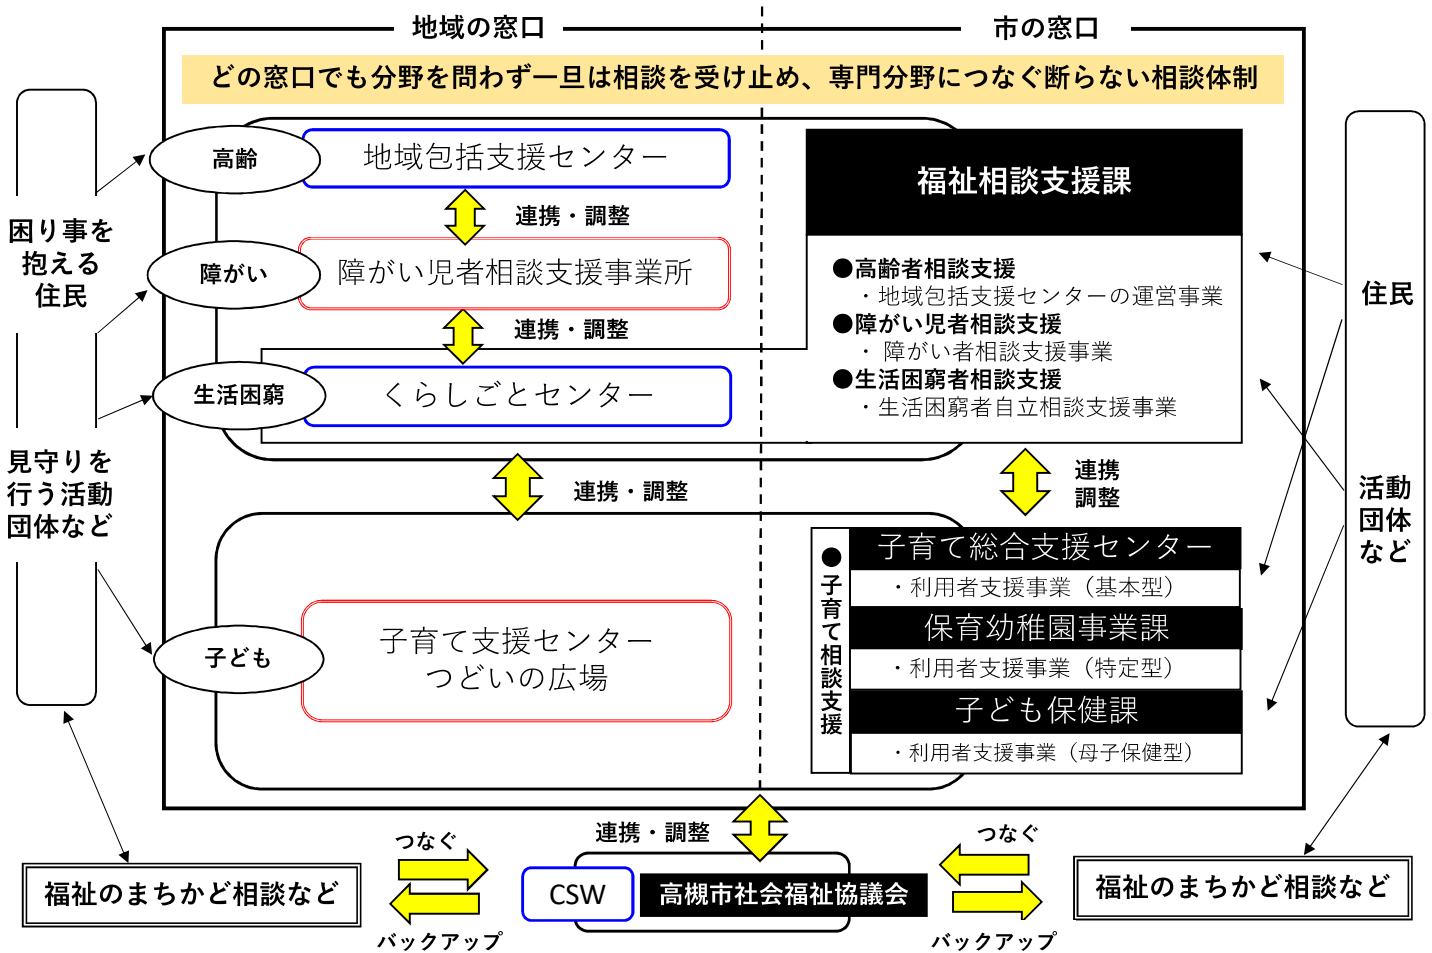 地域の窓口
市の窓口
どの窓口でも分野を問わず一旦は相談を受け止め、専門分野につなぐ断らない相談体制
困り事を
抱える
住民
見守りを
行う活動
団体など
高齢
地域包括支援センター
連携・調整
障がい
障がい児者相談支援事業所
連携・調整
生活困窮
くらしごとセンター
連携・調整
子ども
子育て支援センター
つどいの広場
福祉相談支援課
●高齢者相談支援
・地域包括支援センターの運営事業
●障がい児者相談支援
・ 障がい者相談支援事業
●生活困窮者相談支援
・生活困窮者自立相談支援事業
連携
調整
●子育て相談支援
子育て総合支援センター
・利用者支援事業（基本型）
保育幼稚園事業課
・利用者支援事業（特定型）
子ども保健課
・利用者支援事業（母子保健型）
住民
活動
団体
など
連携・調整
福祉のまちかど相談など
つなぐ
バックアップ
CSW
高槻市社会福祉協議会
つなぐ
バックアップ
福祉のまちかど相談など